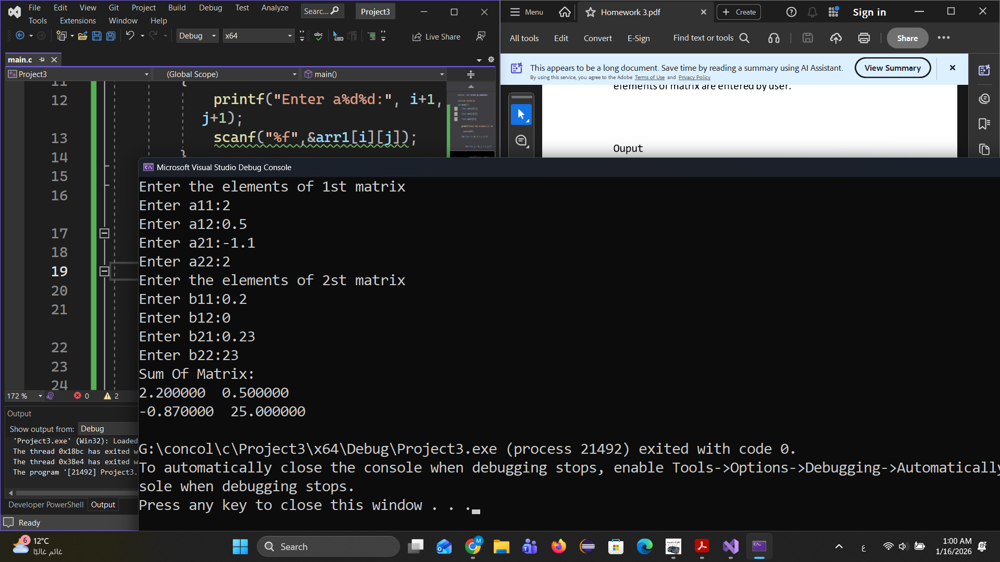 File Edit View Git Project Build Debug Test Analyze Searc... Project3
Tools Extensions Window Help
Debug x64 Live Share
main.c
Project3 (Global Scope) main()
11 {
12 printf("Enter a%d%d:", i+1,
j+1);
13 scanf("%f",&arr1[i][j]);
14 }
15
16
17
18
19
20
21
22
23
24
172 % 0 2
Output
Show output from: Debug
'Project3.exe' (Win32): Loaded
The thread 0x18bc has exited w
The thread 0x38e4 has exited w
The program '[21492] Project3.
Developer PowerShell Output
Ready
Menu Homework 3.pdf Create Sign in
All tools Edit Convert E-Sign Find text or tools Share
This appears to be a long document. Save time by reading a summary using AI Assistant. View Summary
By using this service, you agree to the Adobe Terms of Use and Privacy Policy
elements of matrix are entered by user.
Ouput
Microsoft Visual Studio Debug Console
Enter the elements of 1st matrix
Enter a11:2
Enter a12:0.5
Enter a21:-1.1
Enter a22:2
Enter the elements of 2st matrix
Enter b11:0.2
Enter b12:0
Enter b21:0.23
Enter b22:23
Sum Of Matrix:
2.200000 0.500000
-0.870000 25.000000
G:\concol\c\Project3\x64\Debug\Project3.exe (process 21492) exited with code 0.
To automatically close the console when debugging stops, enable Tools->Options->Debugging->Automatically
sole when debugging stops.
Press any key to close this window . . .
6 12°C
غائم غالبًا
Search
ع
1:00 AM
1/16/2026